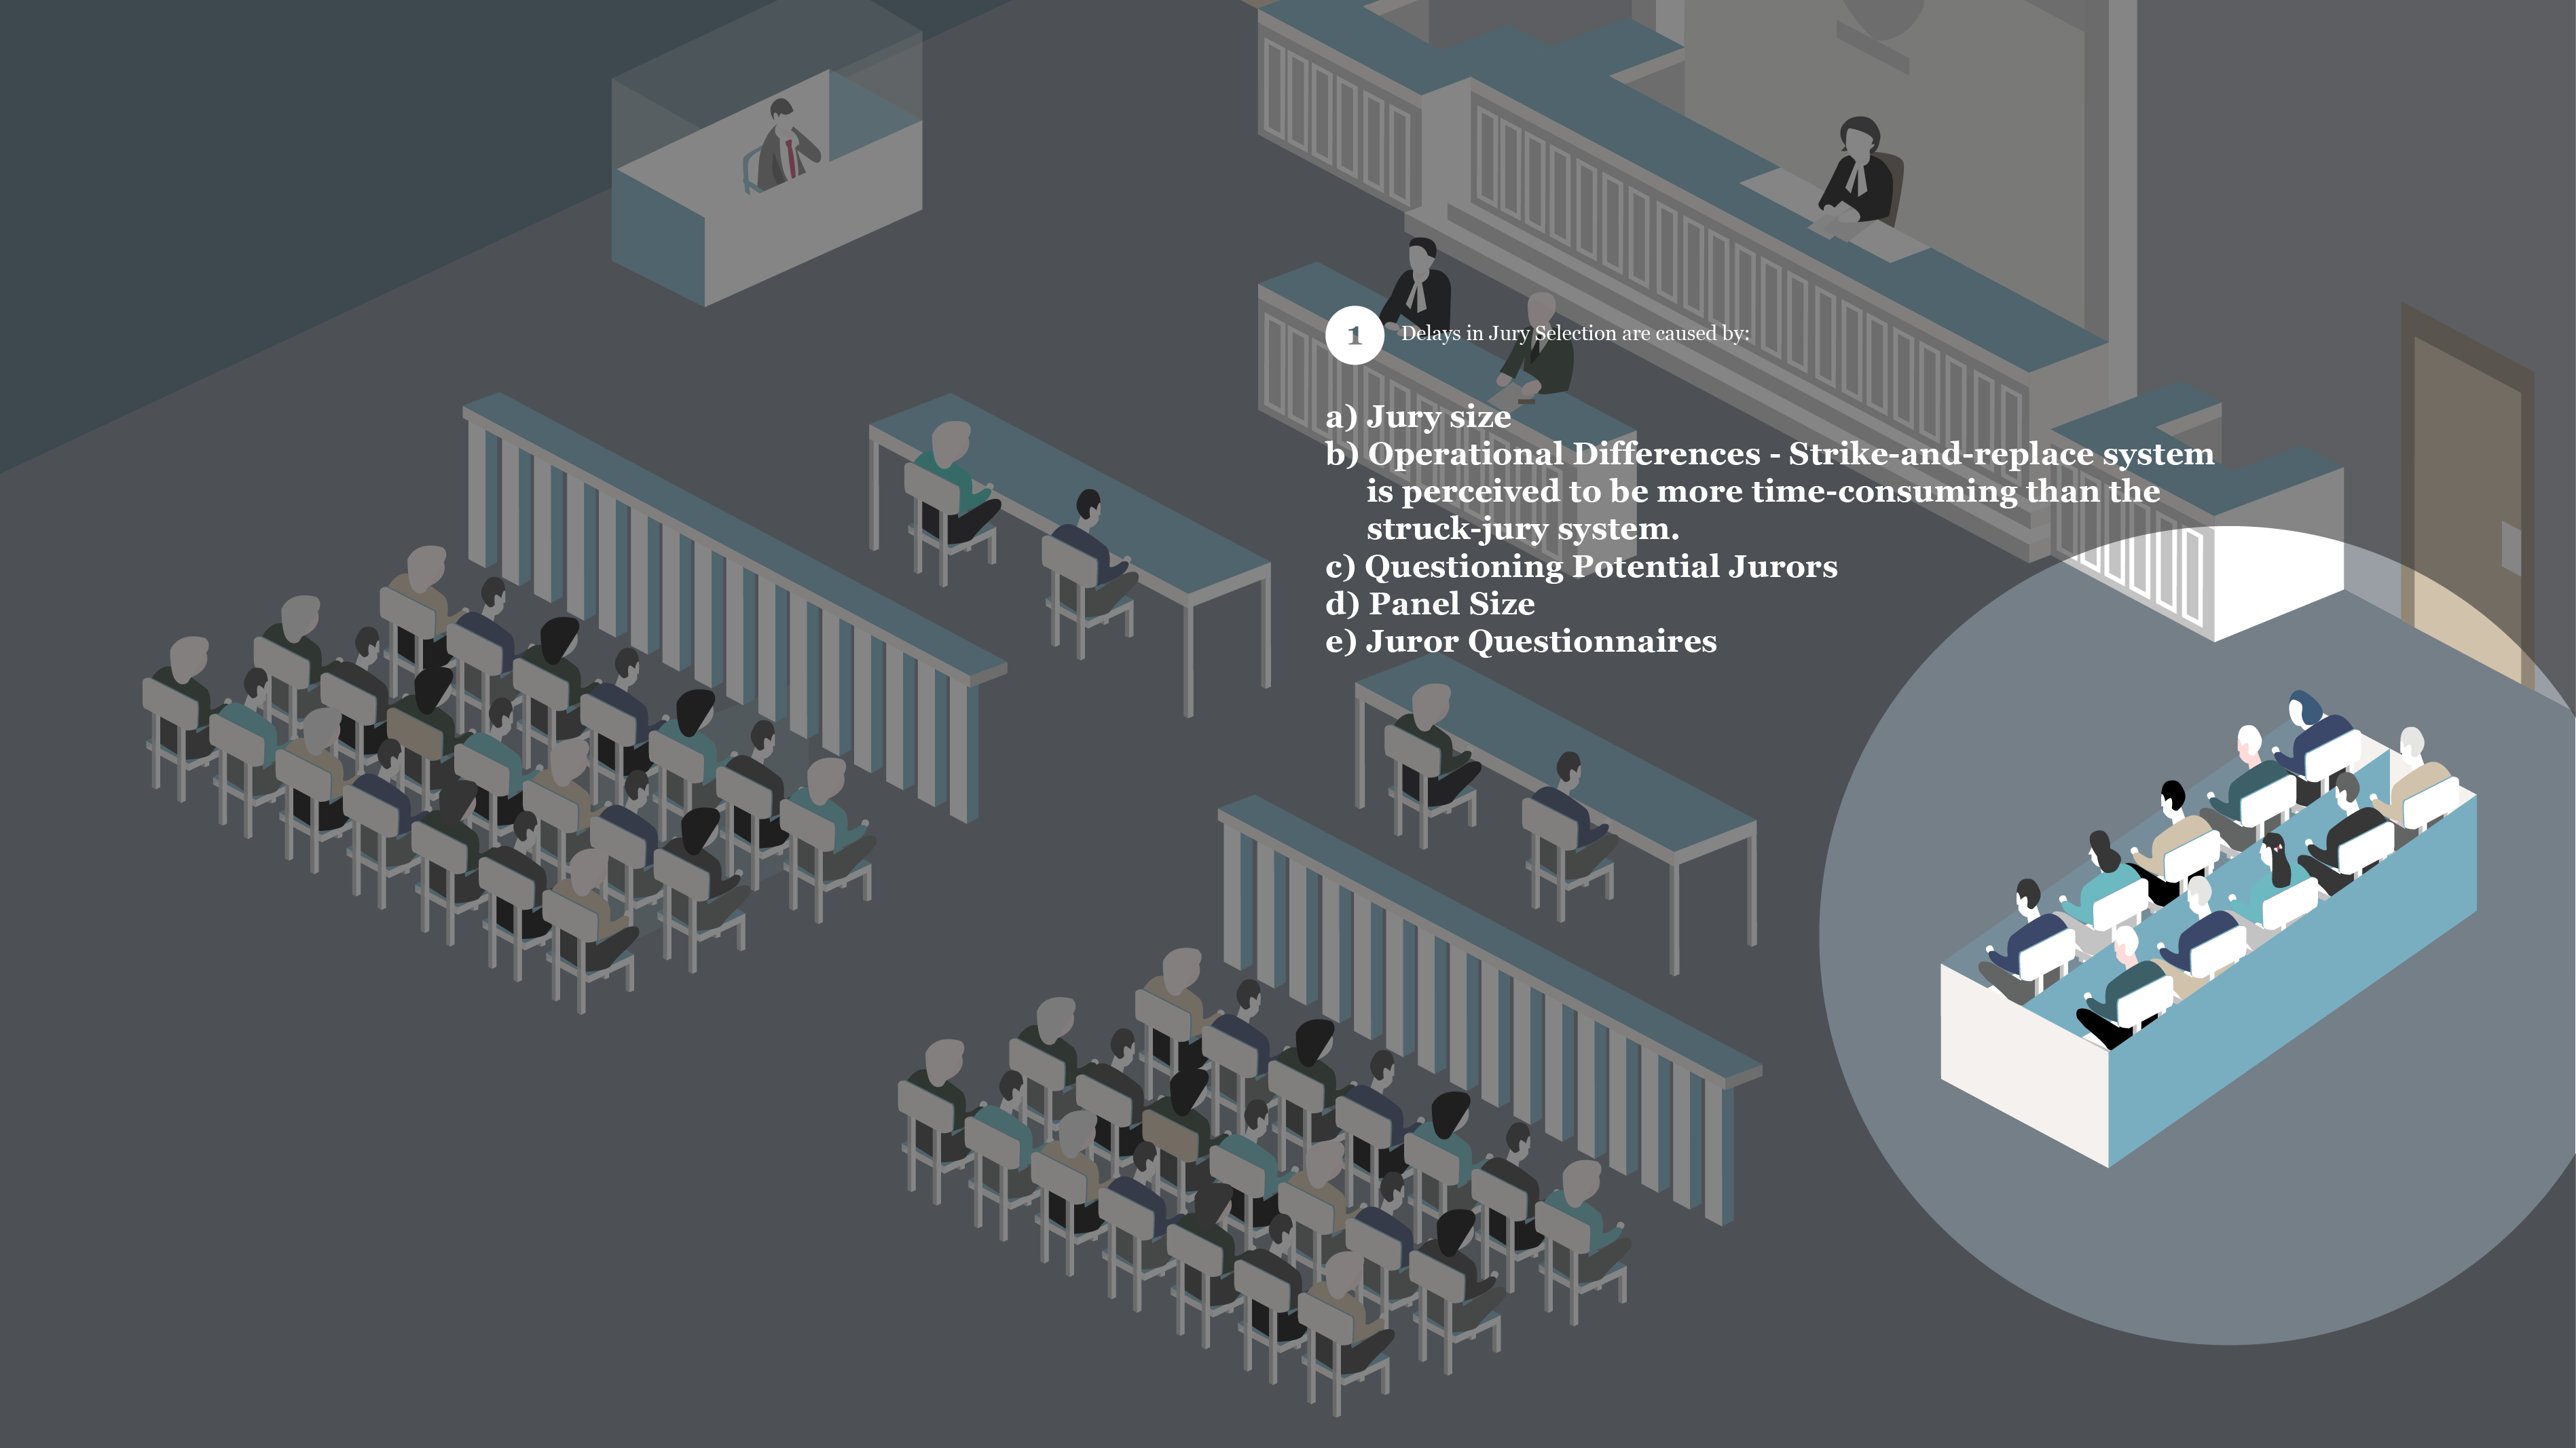 1 Delays in Jury Selection are caused by:
a) Jury size
b) Operational Differences - Strike-and-replace system
is perceived to be more time-consuming than the
struck-jury system.
c) Questioning Potential Jurors
d) Panel Size
e) Juror Questionnaires